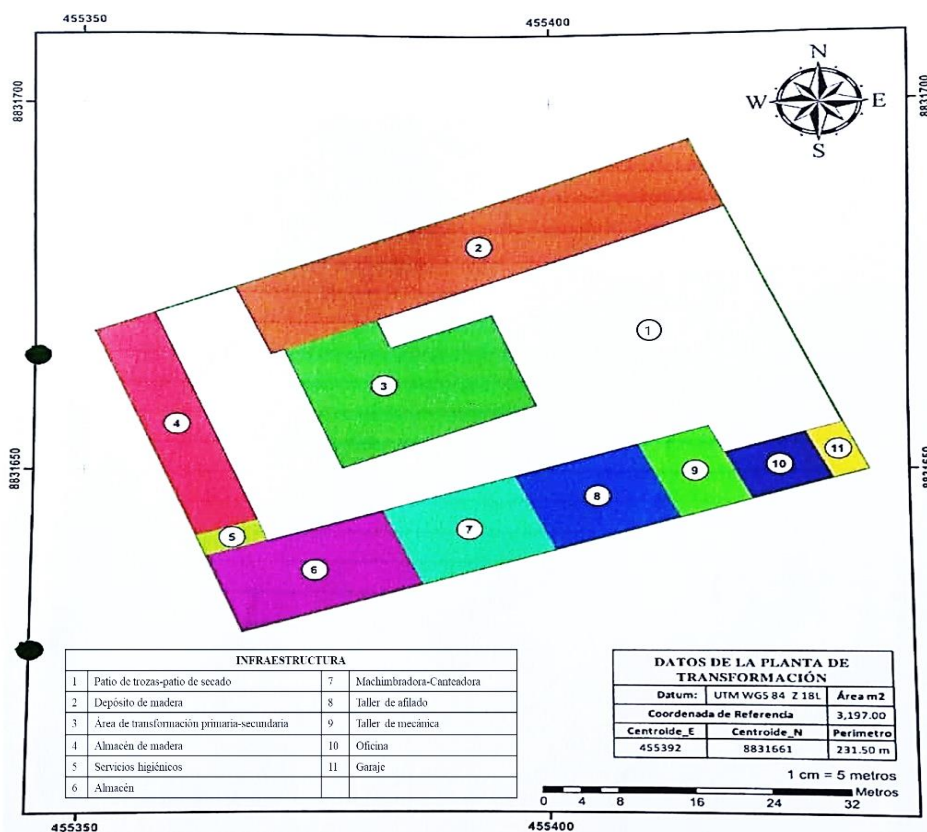 455350 455400
8831700 8831700
N
W E
S
2
1
3
4
11
8831650
10
9
8
5
7
6
INFRAESTRUCTURA
1 Patio de trozas-patio de secado 7 Machimbradora-Canteadora
2 Depósito de madera 8 Taller de afilado
3 Área de transformación primaria-secundaria 9 Taller de mecánica
4 Almacén de madera 10 Oficina
5 Servicios higiénicos 11 Garaje
6 Almacén
DATOS DE LA PLANTA DE
TRANSFORMACIÓN
Datum: UTM WGS 84 Z 18L Área m2
Coordenada de Referencia 3,197.00
Centroide_E Centroide_N Perimetro
455392 8831661 231.50 m
1 cm = 5 metros
Metros
0 4 8 16 24 32
455350 455400